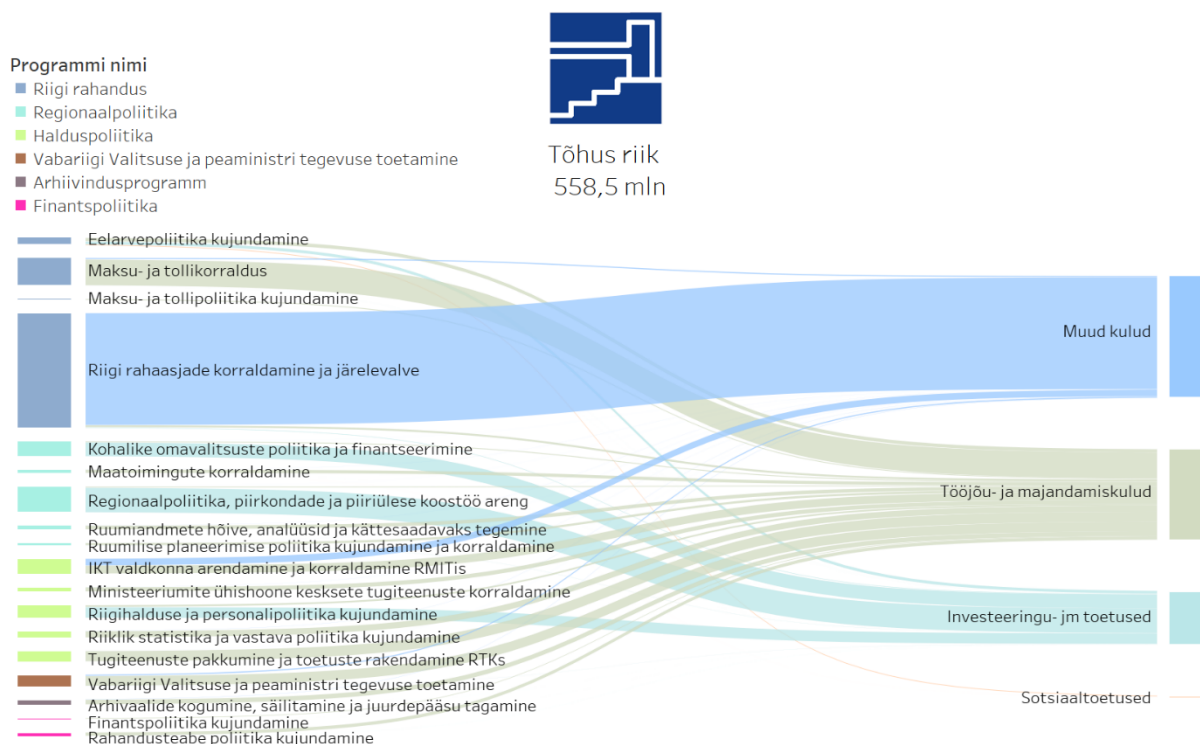 Programmi nimi
Riigi rahandus
Regionaalpoliitika
Halduspoliitika
Vabariigi Valitsuse ja peaministri tegevuse toetamine
Arhiivindusprogramm
Finantspoliitika
Tõhus riik
558,5 mln
Eelarvepoliitika kujundamine
Maksu- ja tollikorraldus
Maksu- ja tollipoliitika kujundamine
Riigi rahaasjade korraldamine ja järelevalve
Kohalike omavalitsuste poliitika ja finantseerimine
Maatoimingute korraldamine
Regionaalpoliitika, piirkondade ja piiriülese koostöö areng
Ruumiandmete hõive, analüüsid ja kättesaadavaks tegemine
Ruumilise planeerimise poliitika kujundamine ja korraldamine
IKT valdkonna arendamine ja korraldamine RMITis
Ministeeriumite ühishoone kesksete tugiteenuste korraldamine
Riigihalduse ja personalipoliitika kujundamine
Riiklik statistika ja vastava poliitika kujundamine
Tugiteenuste pakkumine ja toetuste rakendamine RTKs
Vabariigi Valitsuse ja peaministri tegevuse toetamine
Arhivaalide kogumine, säilitamine ja juurdepääsu tagamine
Finantspoliitika kujundamine
Rahandusteabe poliitika kujundamine
Muud kulud
Tööjõu- ja majandamiskulud
Investeeringu- jm toetused
Sotsiaaltoetused